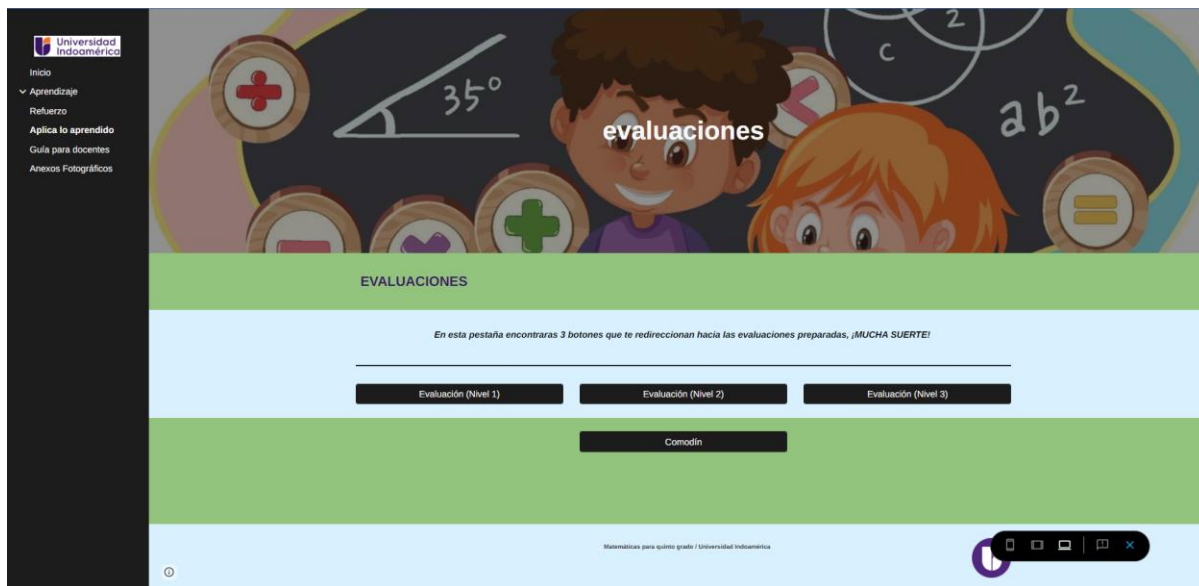 Universidad
Indoamérica
Inicio
Aprendizaje
Refuerzo
Aplica lo aprendido
Guía para docentes
Anexos Fotográficos
35°
2
C
ab²
evaluaciones
EVALUACIONES
En esta pestaña encontraras 3 botones que te redireccionan hacia las evaluaciones preparadas, ¡MUCHA SUERTE!
Evaluación (Nivel 1)
Evaluación (Nivel 2)
Evaluación (Nivel 3)
Comodín
Matemáticas para quinto grado / Universidad Indoamérica